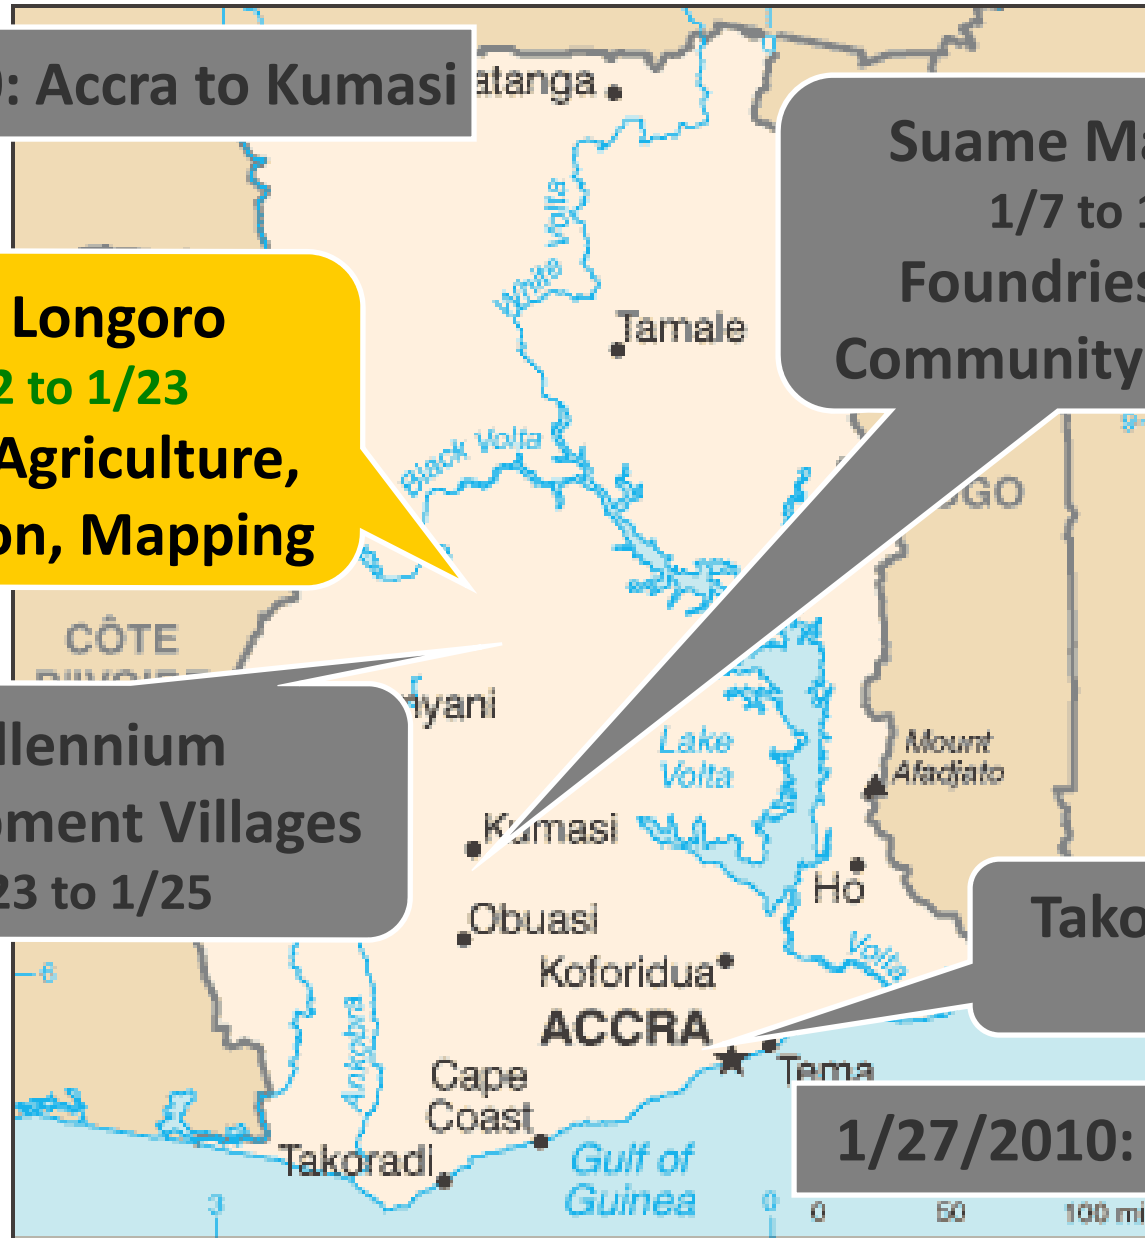 : Accra to Kumasi
atanga
Suame Ma
1/7 to 1
Foundries
Community
White Volta
Tamale
Longoro
2 to 1/23
Agriculture,
on, Mapping
Black Volta
9
OGO
CÔTE
D'IVOIRE
nyani
llennium
pment Villages
23 to 1/25
Lake
Volta
Mount
Afadjato
Kumasi
Ho
Obuasi
Koforidua
Volta
Tako
6
ACCRA
Tema
Ankobra
Cape
Coast
1/27/2010:
Takoradi
Gulf of
Guinea
3
0
0 50 100 mi